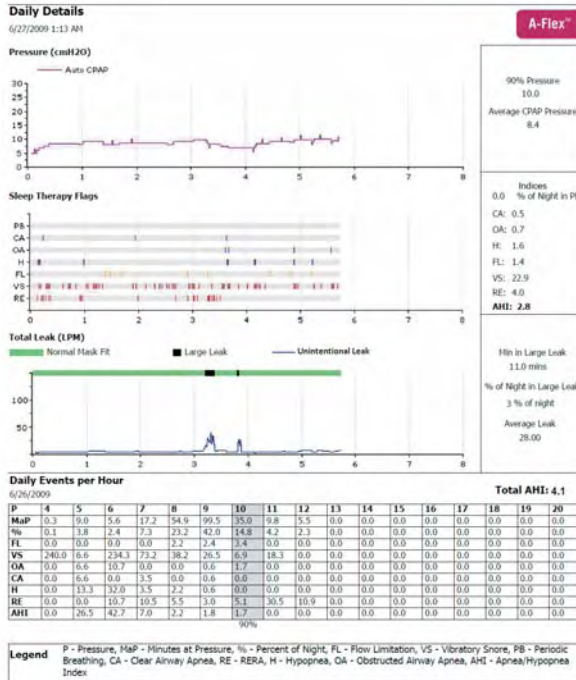 Daily Details
6/27/2009 1:13 AM
A-Flex™
Pressure (cmH2O)
Auto CPAP
30
25
20
15
10
5
0
0 1 2 3 4 5 6 7 8
90% Pressure
10.0
Average CPAP Pressure
8.4
Sleep Therapy Flags
PB
CA
OA
H
FL
VS
RE
0 1 2 3 4 5 6 7 8
Indices
0.0 % of Night in PB
CA: 0.5
OA: 0.7
H: 1.6
FL: 1.4
VS: 22.9
RE: 4.0
AHI: 2.8
Total Leak (LPM)
Normal Mask Fit Large Leak Unintentional Leak
100
50
0
0 1 2 3 4 5 6 7 8
Min in Large Leak
11.0 mins
% of Night in Large Leak
3 % of night
Average Leak
28.00
Daily Events per Hour
6/26/2009
Total AHI: 4.1
P 4 5 6 7 8 9 10 11 12 13 14 15 16 17 18 19 20
MaP 0.3 9.0 5.6 17.2 54.9 99.5 35.0 9.8 5.5 0.0 0.0 0.0 0.0 0.0 0.0 0.0 0.0
% 0.1 3.8 2.4 7.3 23.2 42.0 14.8 4.2 2.3 0.0 0.0 0.0 0.0 0.0 0.0 0.0 0.0
FL 0.0 0.0 0.0 0.0 2.2 2.4 3.4 0.0 0.0 0.0 0.0 0.0 0.0 0.0 0.0 0.0 0.0
VS 240.0 6.6 234.3 73.2 38.2 26.5 6.9 18.3 0.0 0.0 0.0 0.0 0.0 0.0 0.0 0.0 0.0
OA 0.0 6.6 10.7 0.0 0.0 0.6 1.7 0.0 0.0 0.0 0.0 0.0 0.0 0.0 0.0 0.0 0.0
CA 0.0 6.6 0.0 3.5 0.0 0.6 0.0 0.0 0.0 0.0 0.0 0.0 0.0 0.0 0.0 0.0 0.0
H 0.0 13.3 32.0 3.5 2.2 0.6 0.0 0.0 0.0 0.0 0.0 0.0 0.0 0.0 0.0 0.0 0.0
RE 0.0 0.0 10.7 10.5 5.5 3.0 5.1 30.5 10.9 0.0 0.0 0.0 0.0 0.0 0.0 0.0 0.0
AHI 0.0 26.5 42.7 7.0 2.2 1.8 1.7 0.0 0.0 0.0 0.0 0.0 0.0 0.0 0.0 0.0 0.0
90%
Legend P - Pressure, MaP - Minutes at Pressure, % - Percent of Night, FL - Flow Limitation, VS - Vibratory Snore, PB - Periodic
Breathing, CA - Clear Airway Apnea, RE - RERA, H - Hypopnea, OA - Obstructed Airway Apnea, AHI - Apnea/Hypopnea
Index